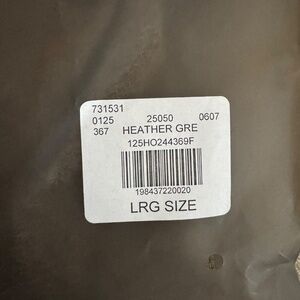 731531
0125 25050 0607
367 HEATHER GRE
125HO244369F
198437220020
LRG SIZE